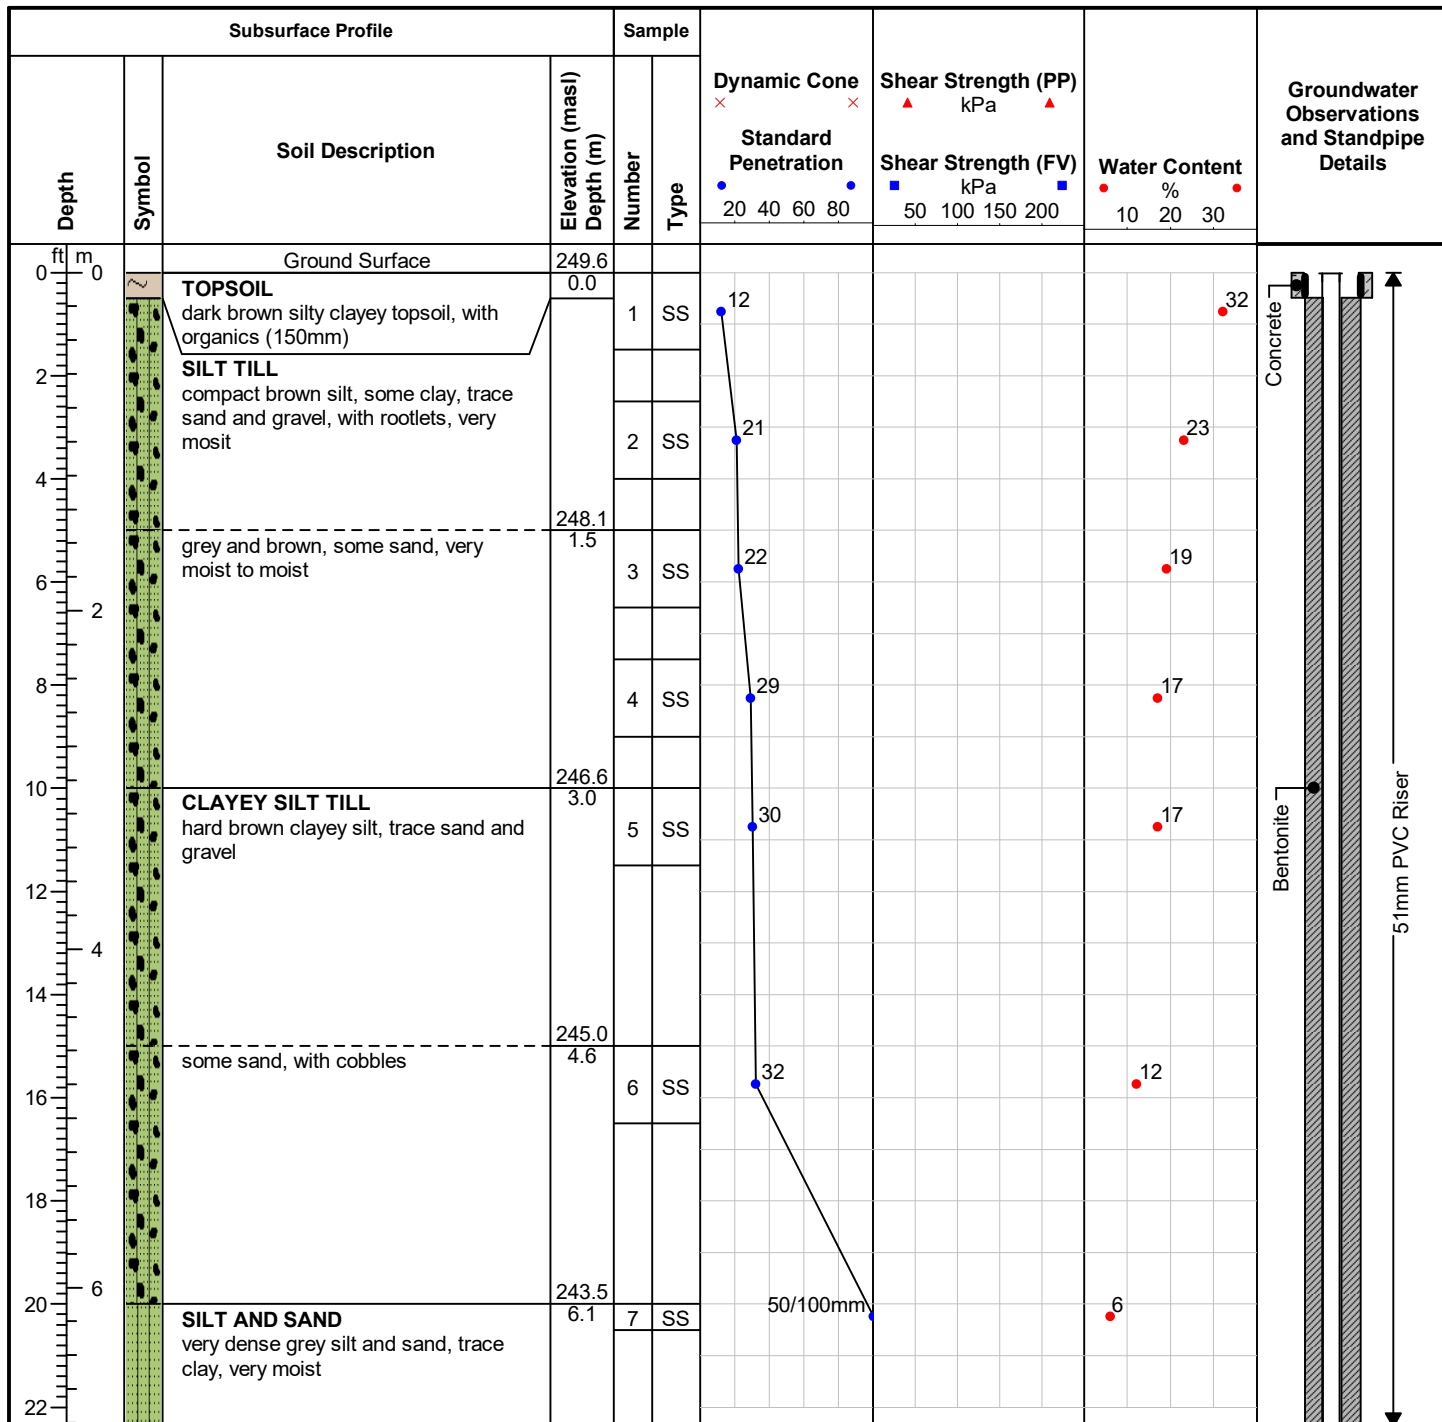 Subsurface Profile
Sample
Depth
Symbol
Soil Description
Elevation (masl)
Depth (m)
Number
Type
Dynamic Cone
Standard
Penetration
20 40 60 80
Shear Strength (PP)
kPa
Shear Strength (FV)
kPa
50 100 150 200
Water Content
%
10 20 30
Groundwater
Observations
and Standpipe
Details
ft m
Ground Surface
249.6
0 0
0.0
TOPSOIL
dark brown silty clayey topsoil, with
organics (150mm)
1 SS
12
32
Concrete
SILT TILL
compact brown silt, some clay, trace
sand and gravel, with rootlets, very
mosit
2
2 SS
21
23
4
248.1
1.5
grey and brown, some sand, very
moist to moist
3 SS
22
19
6
2
8
4 SS
29
17
246.6
10
3.0
CLAYEY SILT TILL
hard brown clayey silt, trace sand and
gravel
5 SS
30
17
Bentonite
51mm PVC Riser
12
4
14
245.0
4.6
some sand, with cobbles
6 SS
32
12
16
18
6
243.5
20
6.1
SILT AND SAND
very dense grey silt and sand, trace
clay, very moist
7 SS
50/100mm
6
22